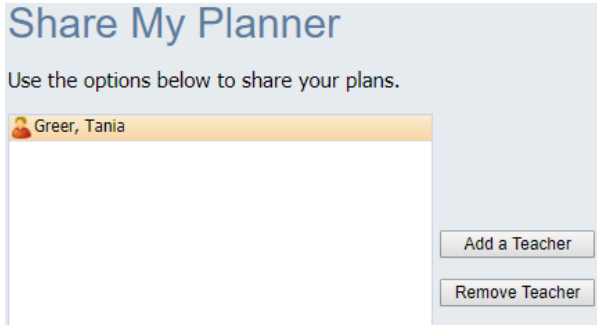 Share My Planner
Use the options below to share your plans.
Greer, Tania
Add a Teacher
Remove Teacher